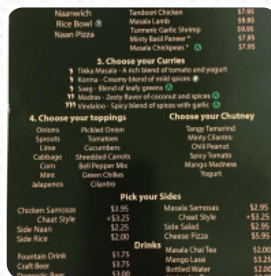 Naanwich
Rice Bowl
Naan Pizza
Tandoori Chicken $7.95
Masala Lamb $9.95
Turmeric Garlic Shrimp $9.95
Minty Basil Paneer * $7.95
Masala Chickpeas * $7.95
3. Choose your Curries
Tikka Masala - A rich blend of tomato and yogurt
Korma - Creamy blend of mild spices
Saag - Blend of leafy greens
Madras - Zesty flavor of coconut and spices
Vindaloo - Spicy blend of spices with garlic
4. Choose your toppings
Onions Pickled Onion
Sprouts Tomatoes
Lime Cucumbers
Cabbage Shredded Carrots
Corn Bell Pepper Mix
Mint Green Chilies
Jalapenos Cilantro
Choose your Chutney
Tangy Tamarind
Minty Cilantro
Chili Peanut
Spicy Tomato
Mango Madness
Yogurt
Pick your Sides
Chicken Samosas $3.95
Chaat Style +$3.25
Side Naan $2.25
Side Rice $2.00
Masala Samosas $2.95
Chaat Style +$3.25
Side Salad $2.95
Cheese Pizza $5.95
Drinks
Fountain Drink $1.75
Craft Beer $3.75
Domestic Beer $3.00
Masala Chai Tea $2.00
Mango Lassi $3.25
Bottled Water